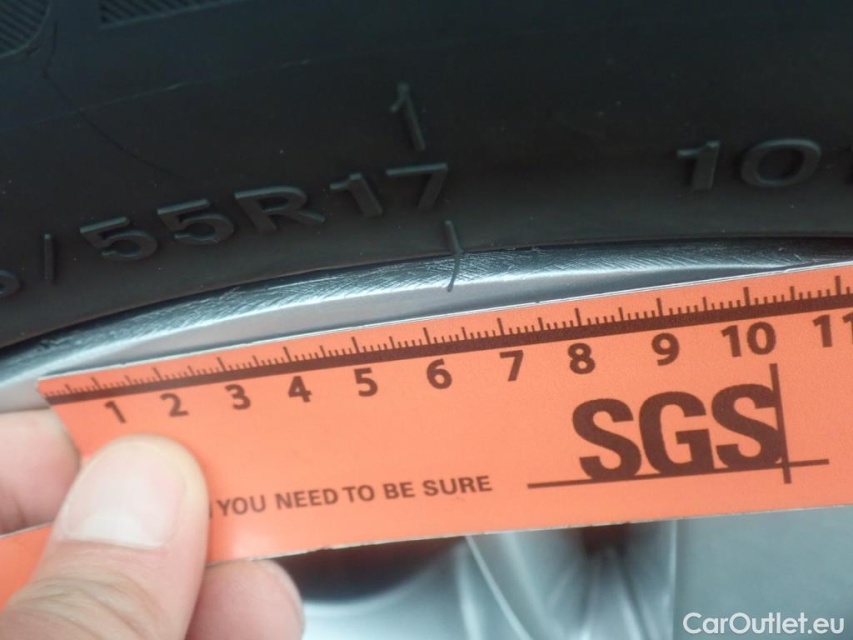 1
/55R17 10
1 2 3 4 5 6 7 8 9 10 11
SGS
YOU NEED TO BE SURE
CarOutlet.eu